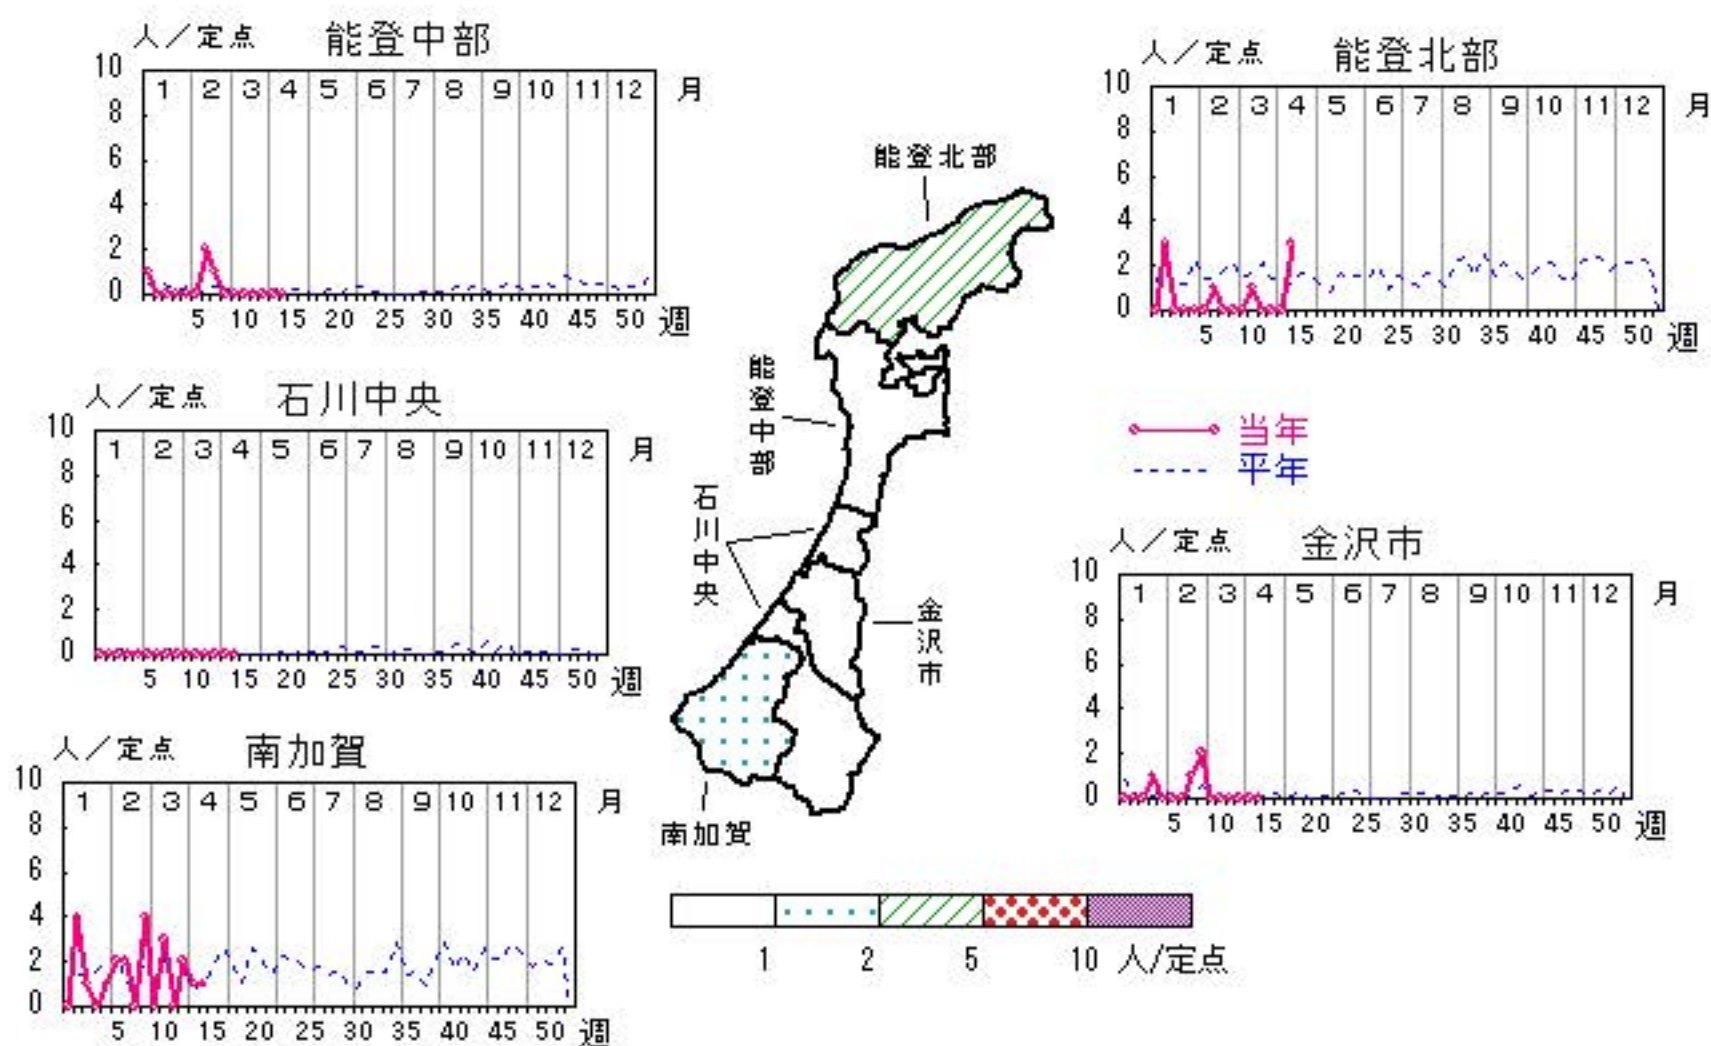 人／定点 能登中部
10 8 6 4 2 0
1 2 3 4 5 6 7 8 9 10 11 12 月
5 10 15 20 25 30 35 40 45 50 週
人／定点 能登北部
10 8 6 4 2 0
1 2 3 4 5 6 7 8 9 10 11 12 月
5 10 15 20 25 30 35 40 45 50 週
能登北部
能登中部
石川中央
金沢市
南加賀
人／定点 石川中央
10 8 6 4 2 0
1 2 3 4 5 6 7 8 9 10 11 12 月
5 10 15 20 25 30 35 40 45 50 週
当年
平年
人／定点 金沢市
10 8 6 4 2 0
1 2 3 4 5 6 7 8 9 10 11 12 月
5 10 15 20 25 30 35 40 45 50 週
人／定点 南加賀
10 8 6 4 2 0
1 2 3 4 5 6 7 8 9 10 11 12 月
5 10 15 20 25 30 35 40 45 50 週
1 2 5 10 人/定点